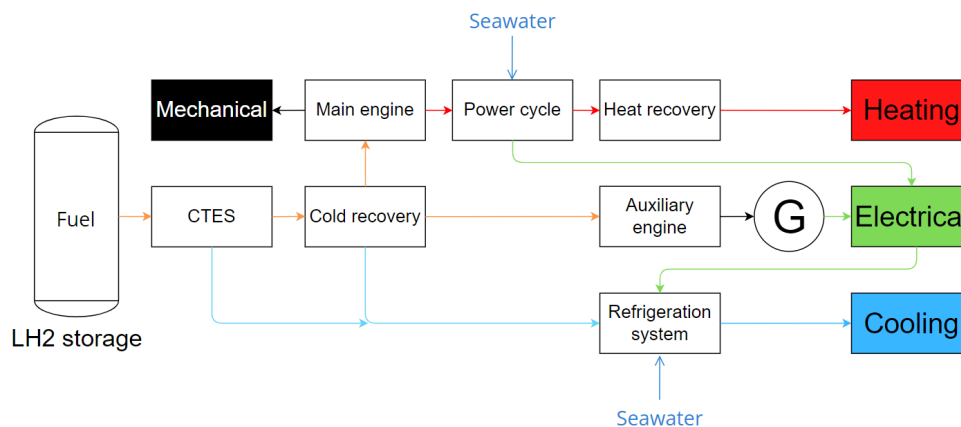 Seawater
Mechanical
Main engine
Power cycle
Heat recovery
Heating
Fuel
CTES
Cold recovery
Auxiliary
engine
G
Electrica
Refrigeration
system
Cooling
LH2 storage
Seawater